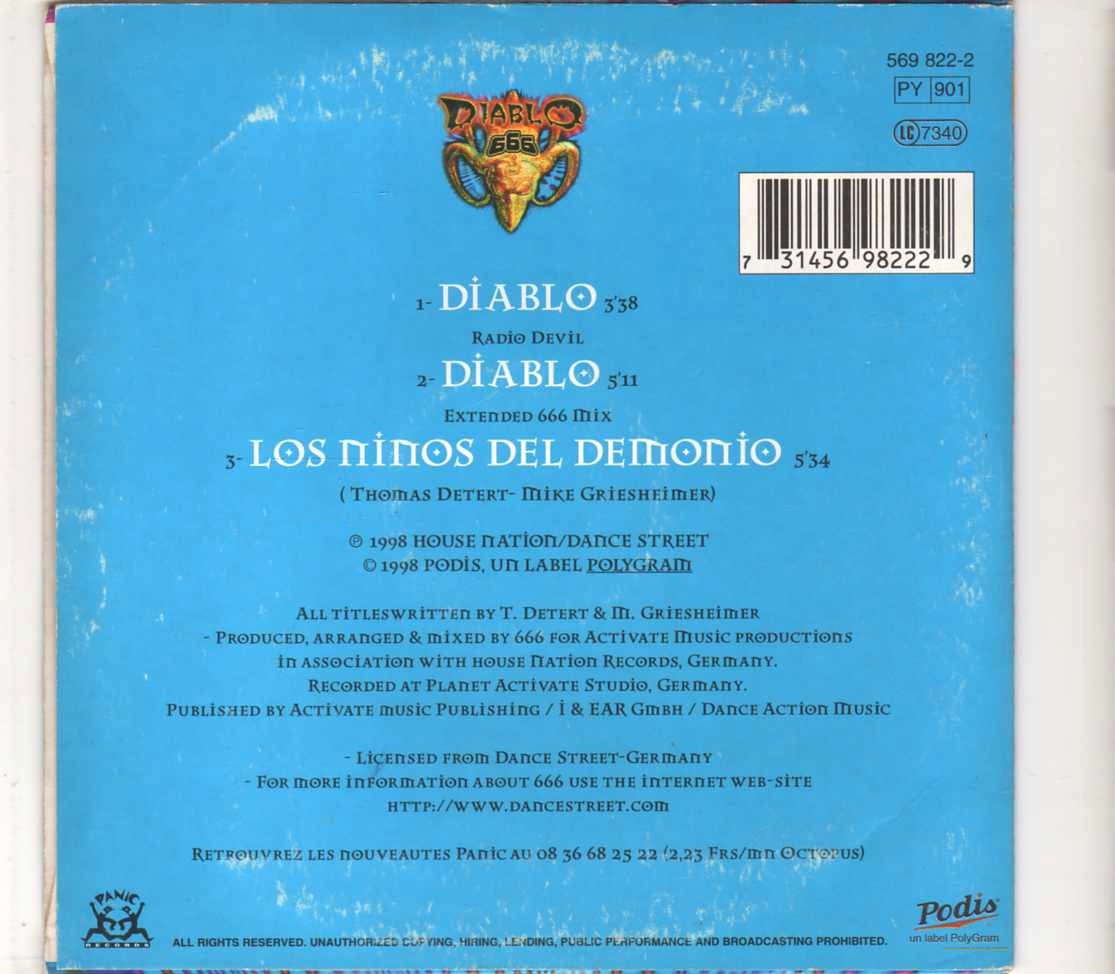 569 822-2
PY 901
LC 7340
DIABLO
666
7 31456 98222 9
1- DIABLO 3'38
RADIO DEVIL
2- DIABLO 5'11
EXTENDED 666 MIX
3- LOS NINOS DEL DEMONIO 5'34
( THOMAS DETERT- MIKE GRIESHEIMER)
℗ 1998 HOUSE NATION/DANCE STREET
© 1998 PODIS, UN LABEL POLYGRAM
ALL TITLESWRITTEN BY T. DETERT & M. GRIESHEIMER
- PRODUCED, ARRANGED & MIXED BY 666 FOR ACTIVATE MUSIC PRODUCTIONS
IN ASSOCIATION WITH HOUSE NATION RECORDS, GERMANY.
RECORDED AT PLANET ACTIVATE STUDIO, GERMANY.
PUBLISHED BY ACTIVATE MUSIC PUBLISHING / I & EAR GMBH / DANCE ACTION MUSIC
- LICENSED FROM DANCE STREET-GERMANY
- FOR MORE INFORMATION ABOUT 666 USE THE INTERNET WEB-SITE
HTTP://WWW.DANCESTREET.COM
RETROUVREZ LES NOUVEAUTES PANIC AU 08 36 68 25 22 (2,23 FRS/MN OCTOPUS)
PANIC
RECORDS
ALL RIGHTS RESERVED. UNAUTHORIZED COPYING, HIRING, LENDING, PUBLIC PERFORMANCE AND BROADCASTING PROHIBITED.
Podis
un label PolyGram